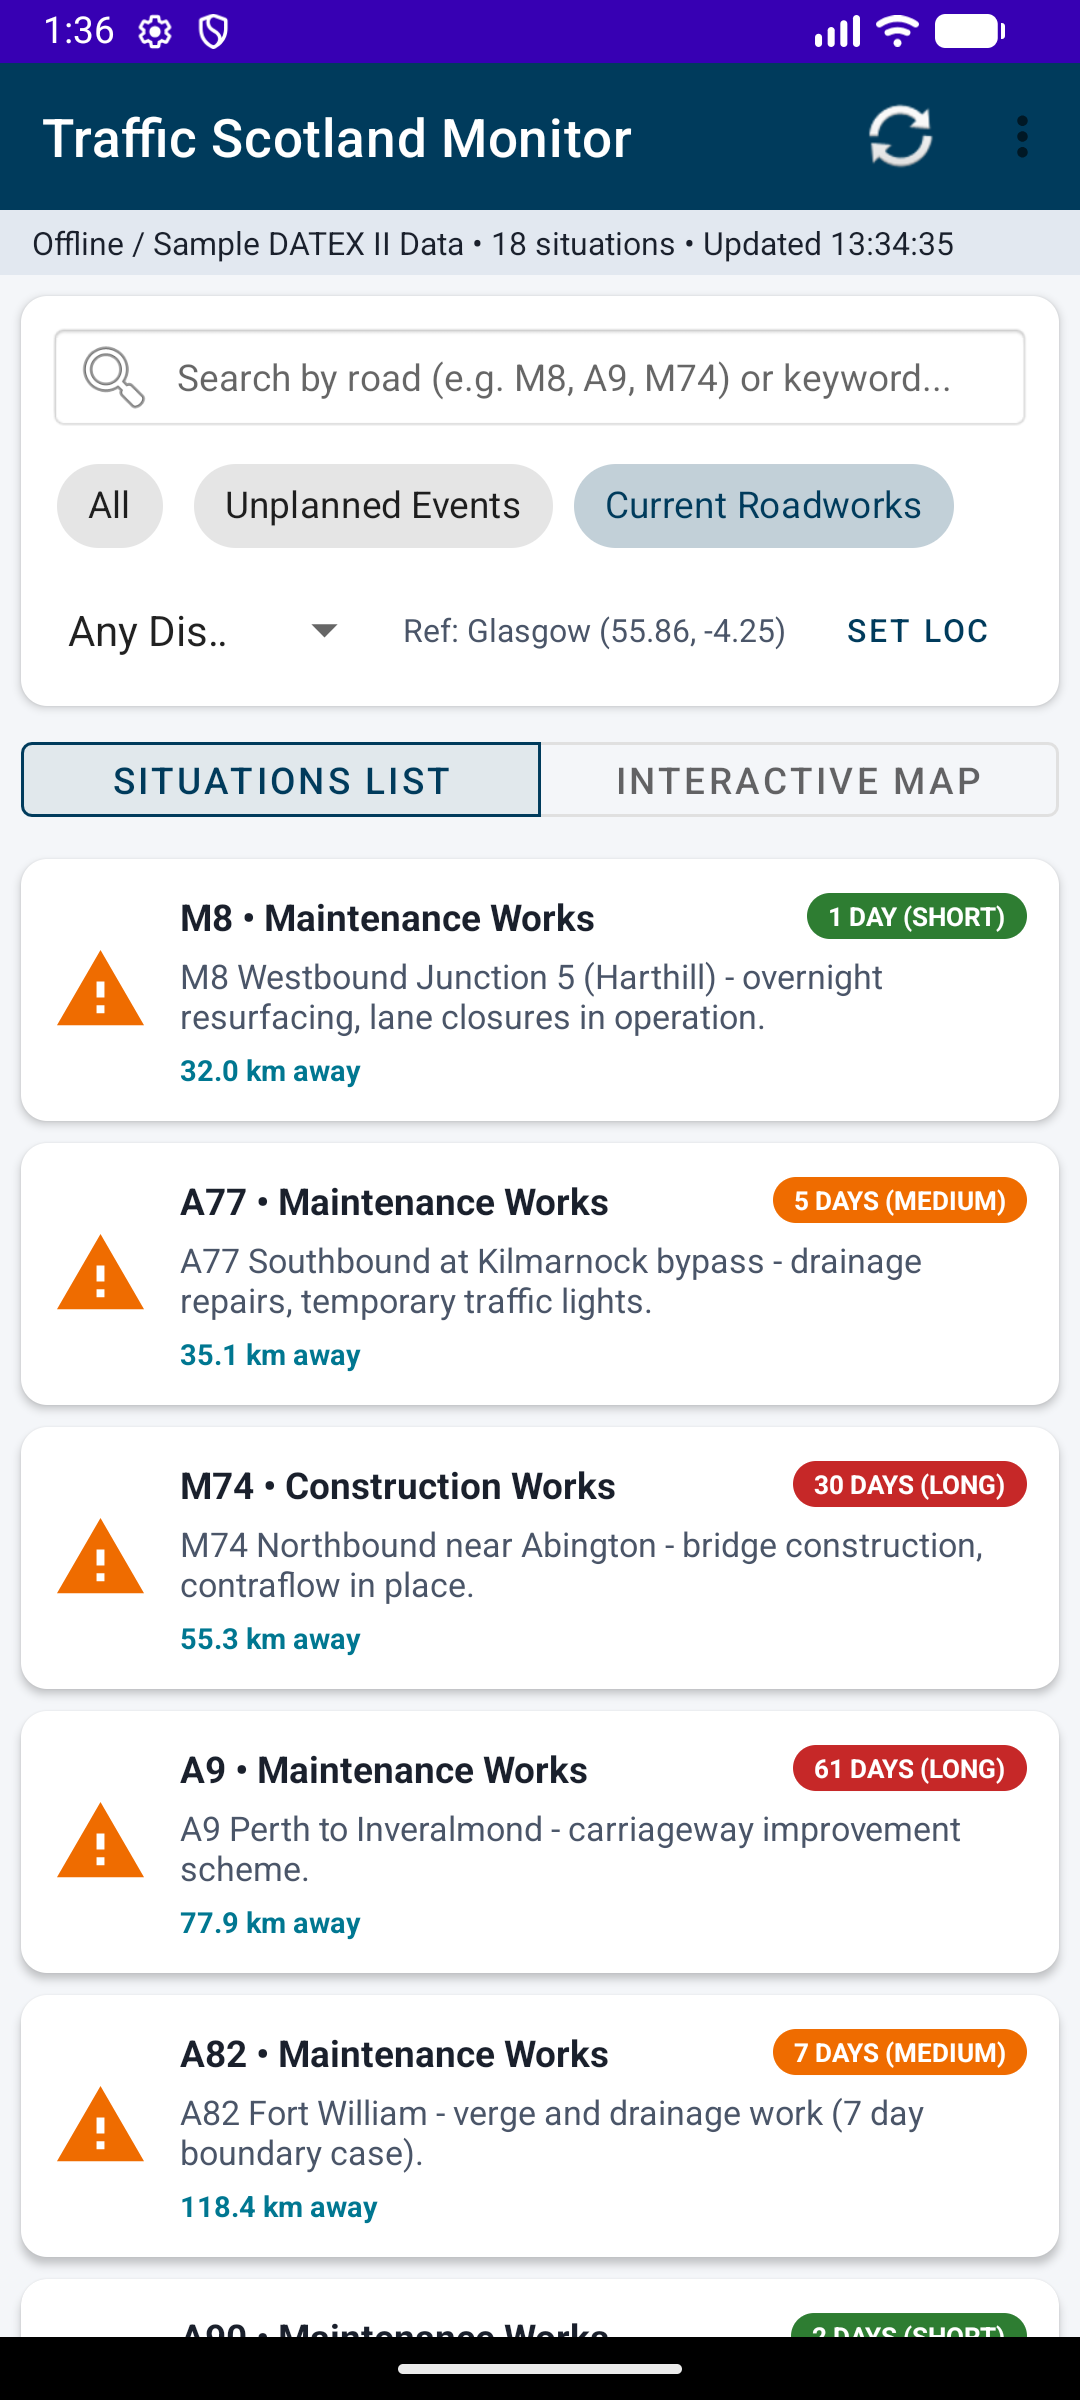 1:36
Traffic Scotland Monitor
Offline / Sample DATEX II Data • 18 situations • Updated 13:34:35
Search by road (e.g. M8, A9, M74) or keyword...
All
Unplanned Events
Current Roadworks
Any Dis..
Ref: Glasgow (55.86, -4.25)
SET LOC
SITUATIONS LIST
INTERACTIVE MAP
M8 • Maintenance Works
1 DAY (SHORT)
M8 Westbound Junction 5 (Harthill) - overnight
resurfacing, lane closures in operation.
32.0 km away
A77 • Maintenance Works
5 DAYS (MEDIUM)
A77 Southbound at Kilmarnock bypass - drainage
repairs, temporary traffic lights.
35.1 km away
M74 • Construction Works
30 DAYS (LONG)
M74 Northbound near Abington - bridge construction,
contraflow in place.
55.3 km away
A9 • Maintenance Works
61 DAYS (LONG)
A9 Perth to Inveralmond - carriageway improvement
scheme.
77.9 km away
A82 • Maintenance Works
7 DAYS (MEDIUM)
A82 Fort William - verge and drainage work (7 day
boundary case).
118.4 km away
A90 • Maintenance Works
2 DAYS (SHORT)